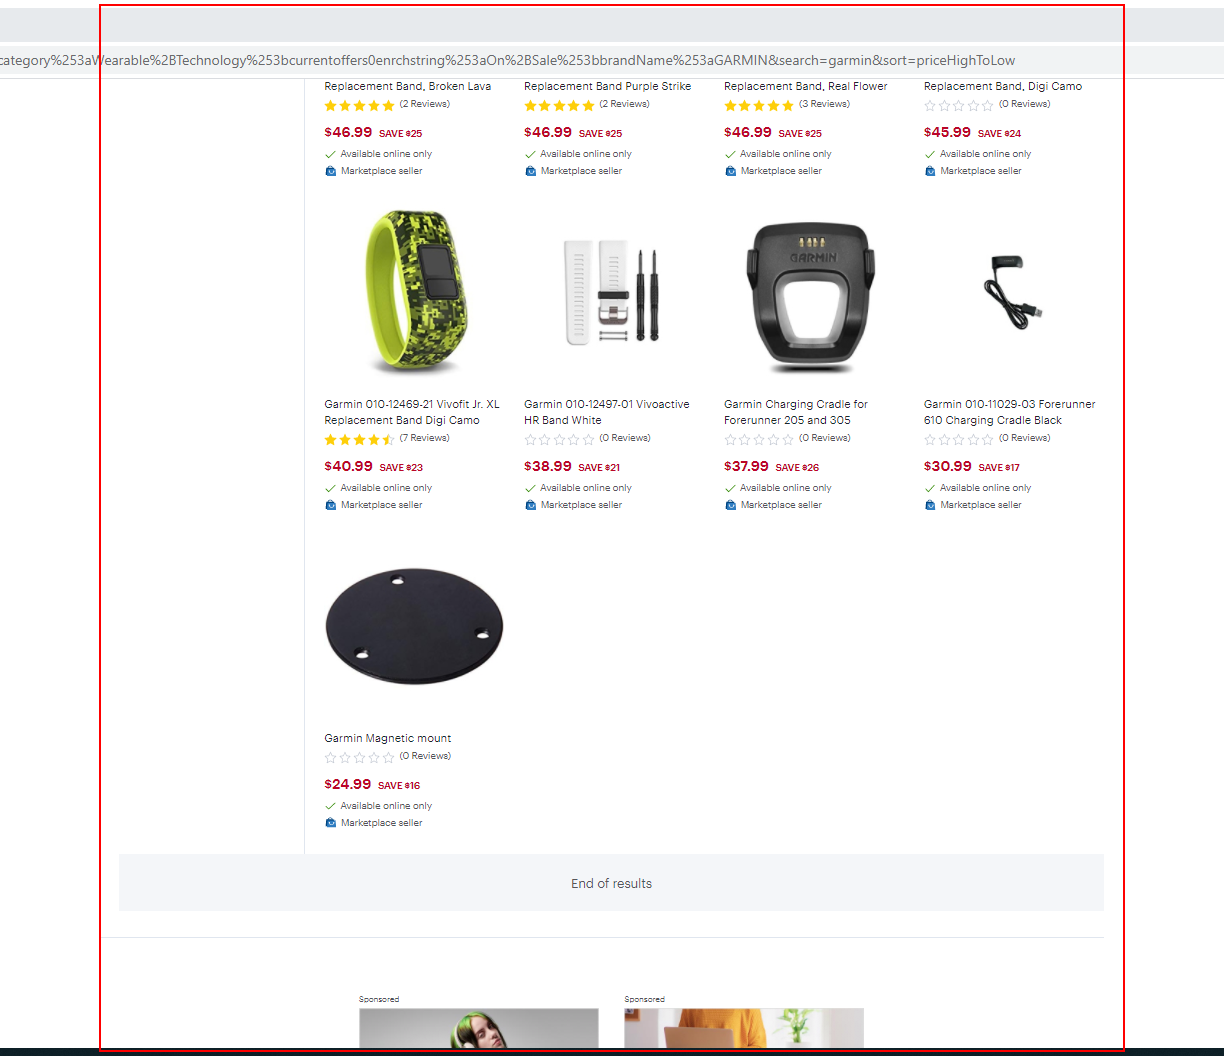 category%253aWearable%2BTechnology%253bcurrentoffers0enrchstring%253aOn%2BSale%253bbrandName%253aGARMIN&search=garmin&sort=priceHighToLow
Replacement Band, Broken Lava
(2 Reviews)
$46.99 SAVE $25
Available online only
Marketplace seller
Replacement Band Purple Strike
(2 Reviews)
$46.99 SAVE $25
Available online only
Marketplace seller
Replacement Band, Real Flower
(3 Reviews)
$46.99 SAVE $25
Available online only
Marketplace seller
Replacement Band, Digi Camo
(0 Reviews)
$45.99 SAVE $24
Available online only
Marketplace seller
GARMIN
Garmin 010-12469-21 Vivofit Jr. XL
Replacement Band Digi Camo
(7 Reviews)
$40.99 SAVE $23
Available online only
Marketplace seller
Garmin 010-12497-01 Vivoactive
HR Band White
(0 Reviews)
$38.99 SAVE $21
Available online only
Marketplace seller
Garmin Charging Cradle for
Forerunner 205 and 305
(0 Reviews)
$37.99 SAVE $26
Available online only
Marketplace seller
Garmin 010-11029-03 Forerunner
610 Charging Cradle Black
(0 Reviews)
$30.99 SAVE $17
Available online only
Marketplace seller
Garmin Magnetic mount
(0 Reviews)
$24.99 SAVE $16
Available online only
Marketplace seller
End of results
Sponsored
Sponsored